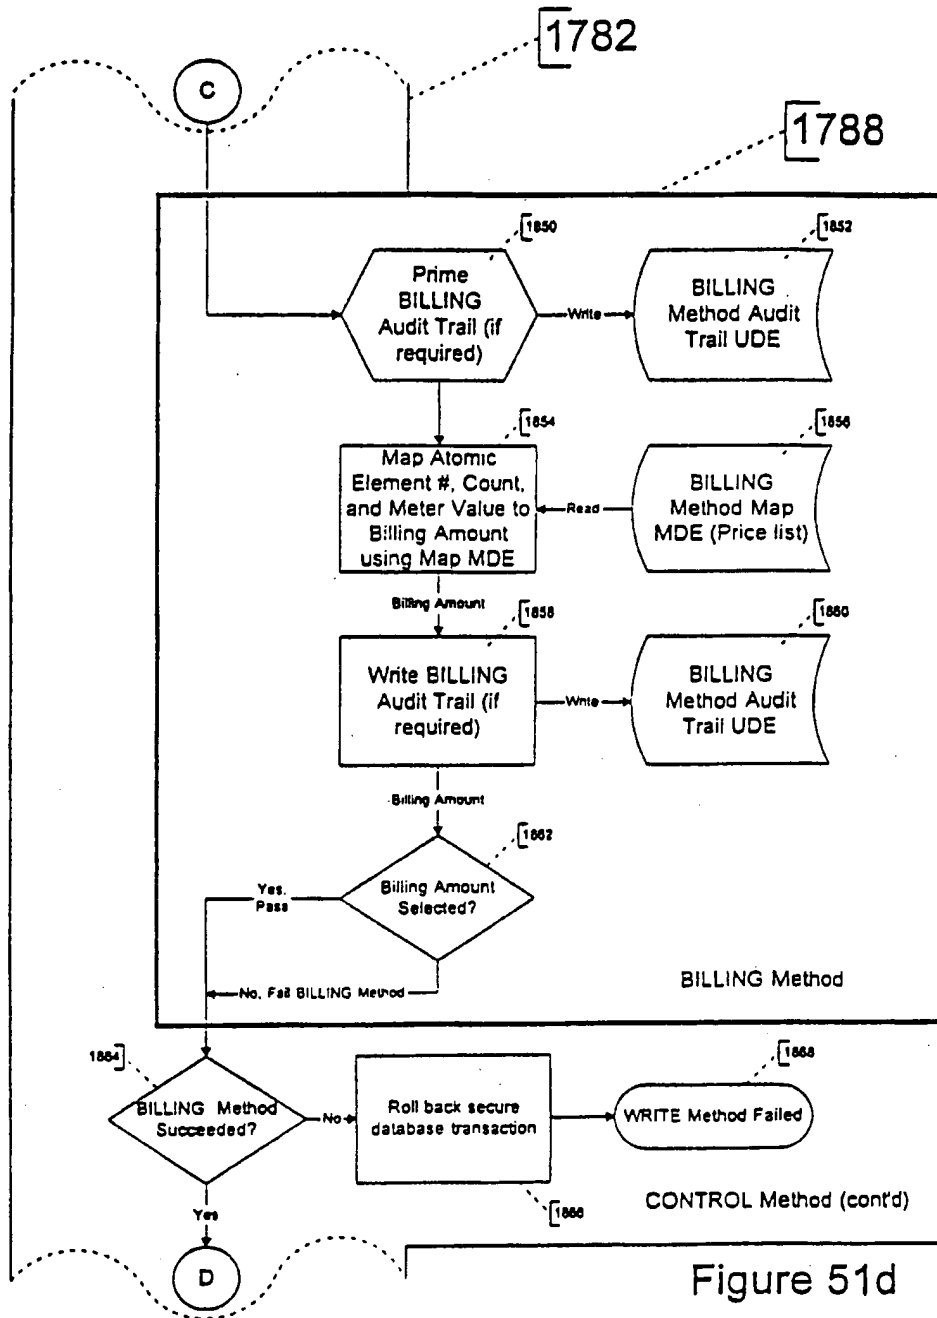 1782
C
1788
1850
1852
Prime
BILLING
Audit Trail (if
required)
Write
BILLING
Method Audit
Trail UDE
1854
1856
Map Atomic
Element #, Count,
and Meter Value to
Billing Amount
using Map MDE
Read
BILLING
Method Map
MDE (Price list)
Billing Amount
1858
1860
Write BILLING
Audit Trail (if
required)
Write
BILLING
Method Audit
Trail UDE
Billing Amount
1862
Yes,
Pass
Billing Amount
Selected?
No, Fail BILLING Method
BILLING Method
1864
1868
BILLING Method
Succeeded?
No
Roll back secure
database transaction
WRITE Method Failed
1866
CONTROL Method (cont'd)
Yes
D
Figure 51d